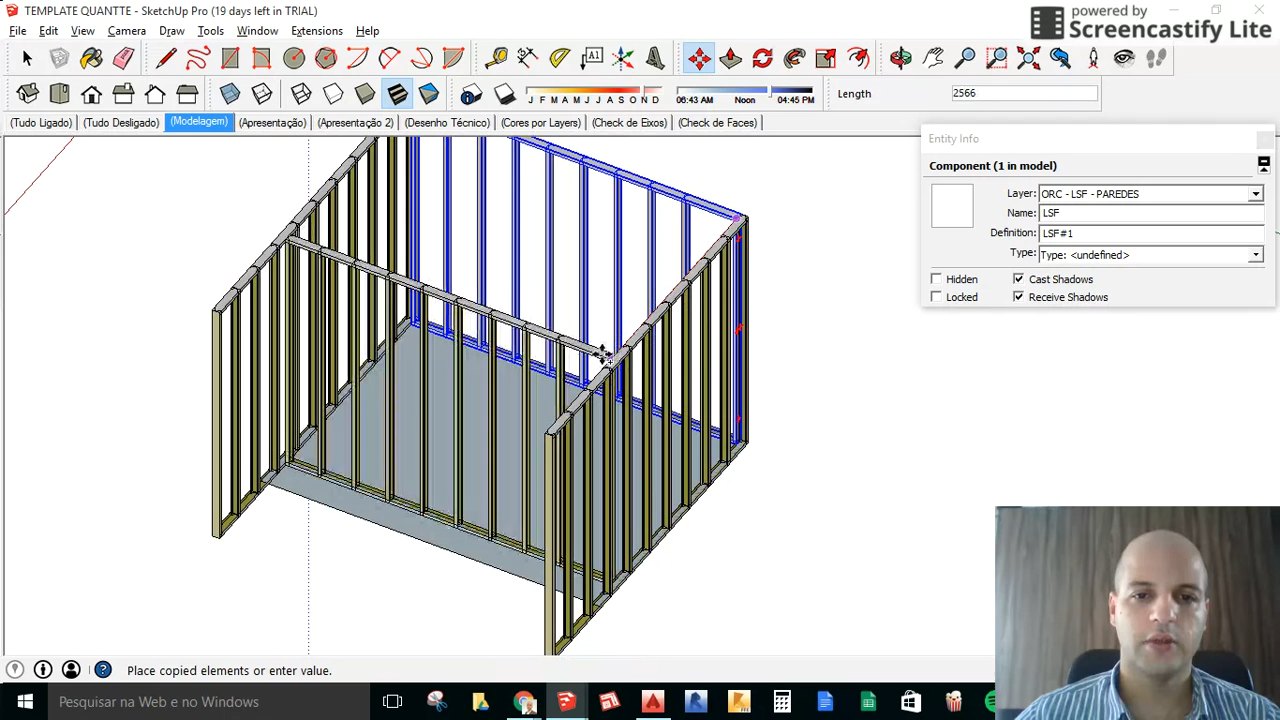 TEMPLATE QUANTTE - SketchUp Pro (19 days left in TRIAL)
powered by
Screencastify Lite
File Edit View Camera Draw Tools Window Extensions Help
A1
J F M A M J J A S O N D 06:43 AM Noon 04:45 PM Length 2566
(Tudo Ligado) (Tudo Desligado) (Modelagem) (Apresentação) (Apresentação 2) (Desenho Técnico) (Cores por Layers) (Check de Eixos) (Check de Faces)
Entity Info
Component (1 in model)
Layer: ORC - LSF - PAREDES
Name: LSF
Definition: LSF#1
Type: Type: <undefined>
Hidden Cast Shadows
Locked Receive Shadows
Place copied elements or enter value.
Pesquisar na Web e no Windows